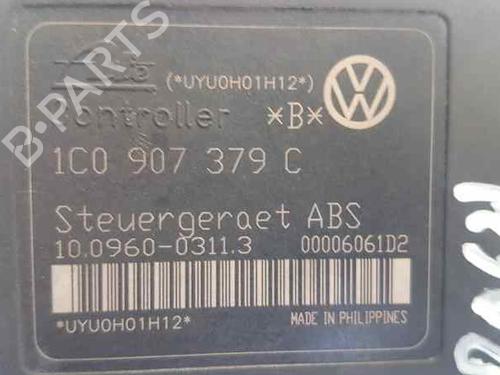 (*UYU0H01H12*)
controller *B*
1C0 907 379 C
Steuergeraet ABS
10.0960-0311.3 00006061D2
*UYU0H01H12*
MADE IN PHILIPPINES
B-PARTS